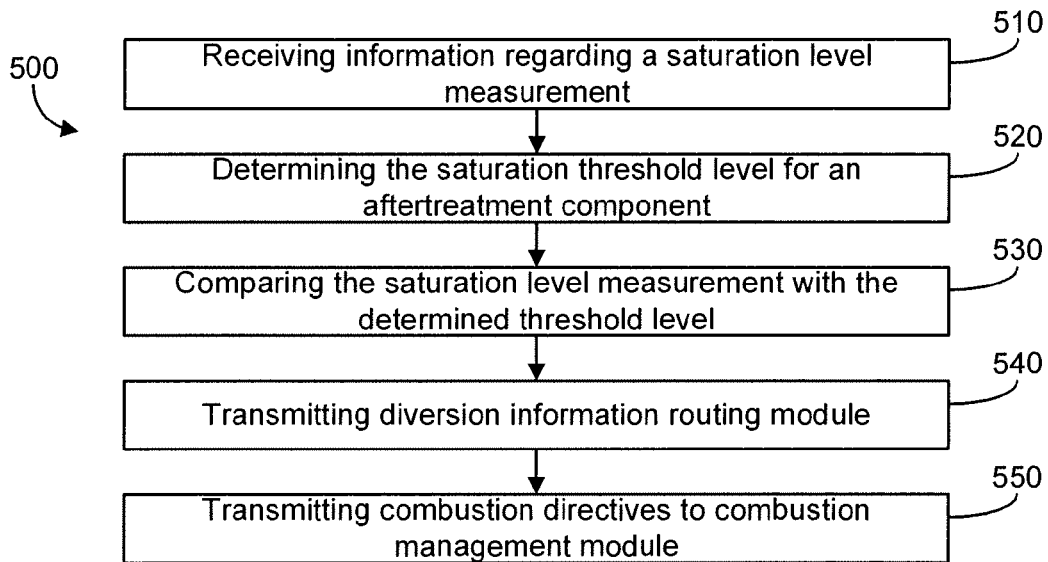 510
Receiving information regarding a saturation level
measurement
500
520
Determining the saturation threshold level for an
aftertreatment component
530
Comparing the saturation level measurement with the
determined threshold level
540
Transmitting diversion information routing module
550
Transmitting combustion directives to combustion
management module